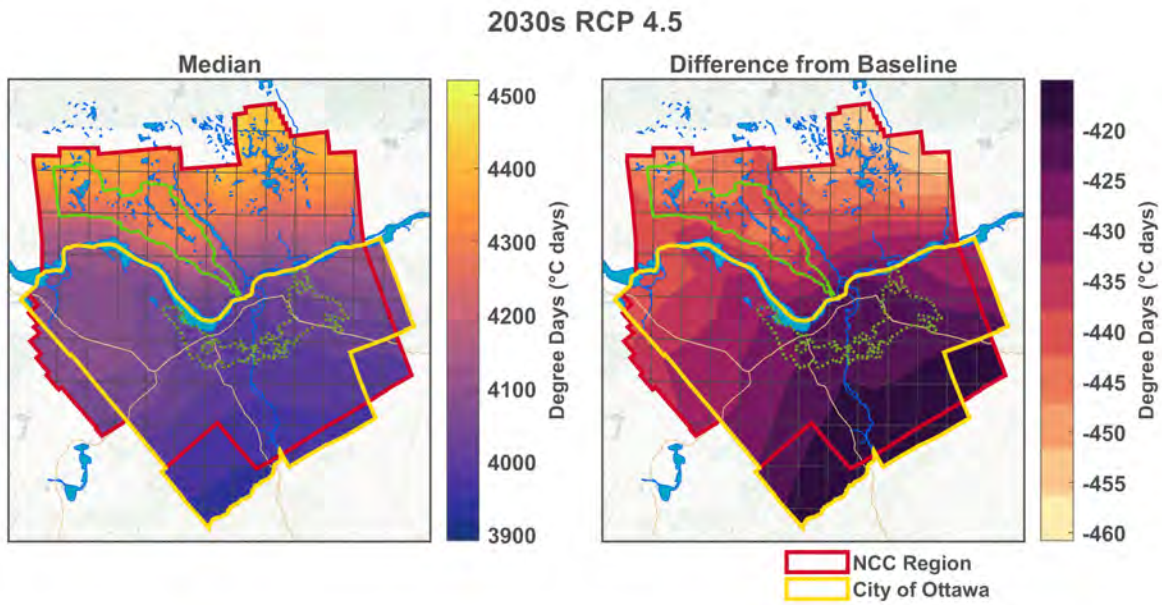 2030s RCP 4.5
Median
4500
4400
4300
4200
4100
4000
3900
Degree Days (°C days)
Difference from Baseline
-420
-425
-430
-435
-440
-445
-450
-455
-460
Degree Days (°C days)
NCC Region
City of Ottawa